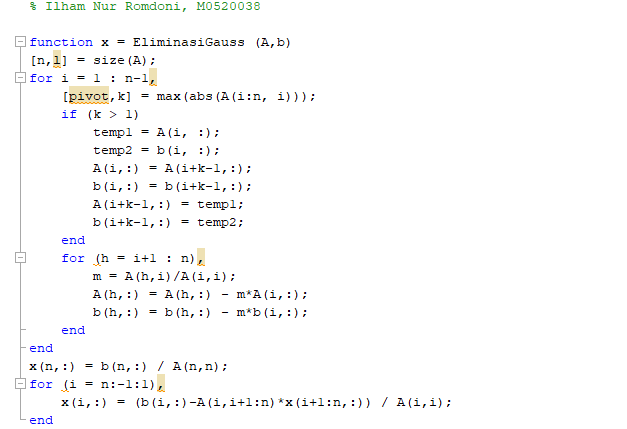 % Ilham Nur Romdoni, M0520038
function x = EliminasiGauss (A,b)
[n,l] = size(A);
for i = 1 : n-1,
    [pivot,k] = max(abs(A(i:n, i)));
    if (k > 1)
        temp1 = A(i, :);
        temp2 = b(i, :);
        A(i,:) = A(i+k-1,:);
        b(i,:) = b(i+k-1,:);
        A(i+k-1,:) = temp1;
        b(i+k-1,:) = temp2;
    end
    for (h = i+1 : n),
        m = A(h,i)/A(i,i);
        A(h,:) = A(h,:) - m*A(i,:);
        b(h,:) = b(h,:) - m*b(i,:);
    end
end
x(n,:) = b(n,:) / A(n,n);
for (i = n:-1:1),
    x(i,:) = (b(i,:)-A(i,i+1:n)*x(i+1:n,:)) / A(i,i);
end